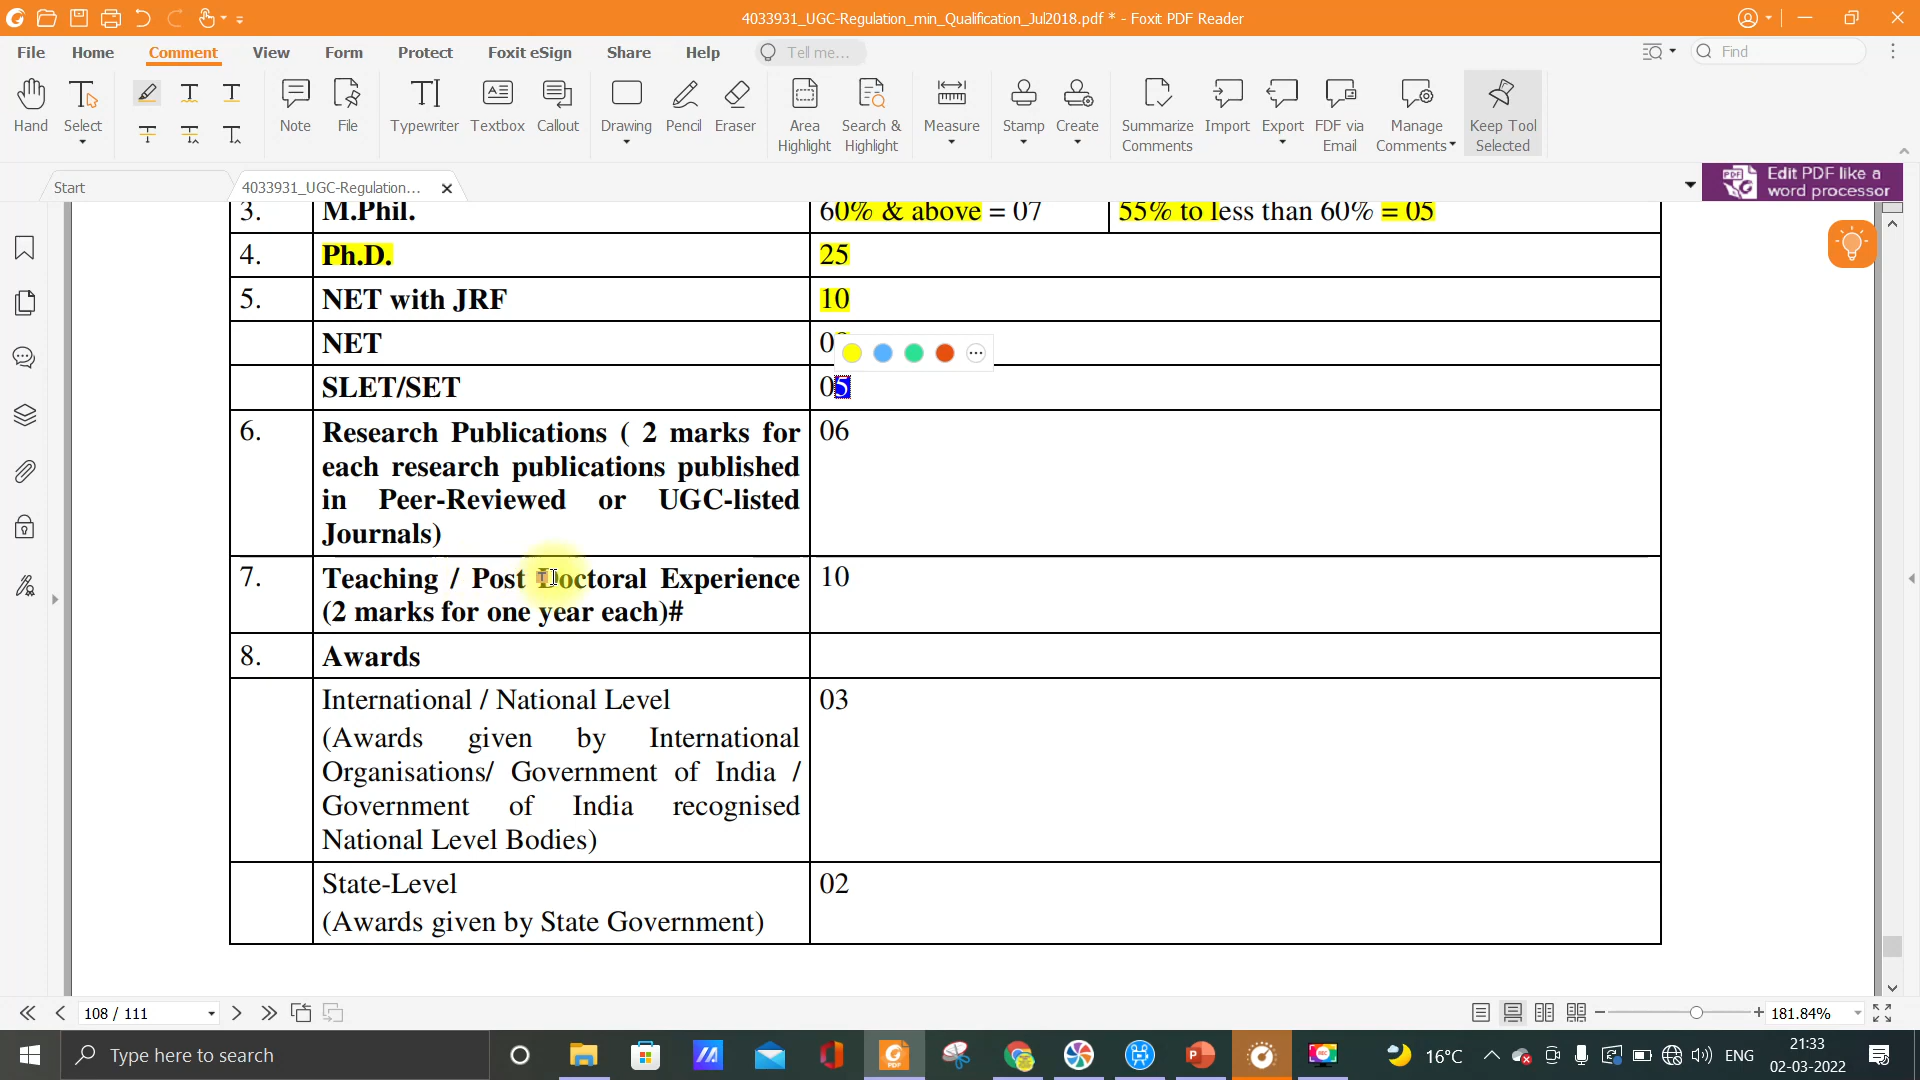 4033931_UGC-Regulation_min_Qualification_Jul2018.pdf * - Foxit PDF Reader
File Home Comment View Form Protect Foxit eSign Share Help Tell me... Find
Hand Select Note File Typewriter Textbox Callout Drawing Pencil Eraser Area Highlight Search & Highlight Measure Stamp Create Summarize Comments Import Export FDF via Email Manage Comments Keep Tool Selected
Start 4033931_UGC-Regulation...
Edit PDF like a
word processor
3. M.Phil. 60% & above = 07 55% to less than 60% = 05
4. Ph.D. 25
5. NET with JRF 10
NET 0
SLET/SET 05
6. Research Publications ( 2 marks for 06
each research publications published
in Peer-Reviewed or UGC-listed
Journals)
7. Teaching / Post Doctoral Experience 10
(2 marks for one year each)#
8. Awards
International / National Level 03
(Awards given by International
Organisations/ Government of India /
Government of India recognised
National Level Bodies)
State-Level 02
(Awards given by State Government)
108 / 111 181.84%
Type here to search 16°C ENG 21:33
02-03-2022